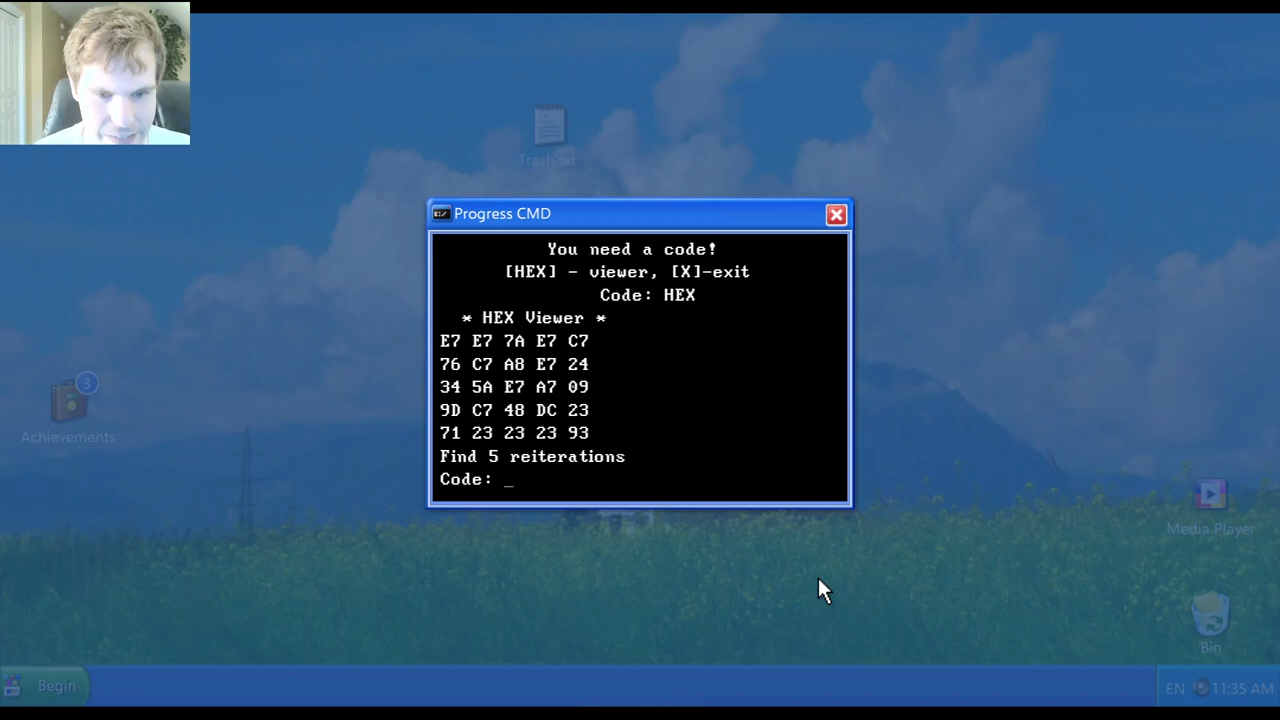 Trash.txt
Progress CMD
You need a code!
[HEX] - viewer, [X]-exit
Code: HEX
* HEX Viewer *
E7 E7 7A E7 C7
76 C7 A8 E7 24
34 5A E7 A7 09
9D C7 48 DC 23
71 23 23 23 93
Find 5 reiterations
Code: _
3
Achievements
Media Player
Bin
Begin
EN 11:35 AM